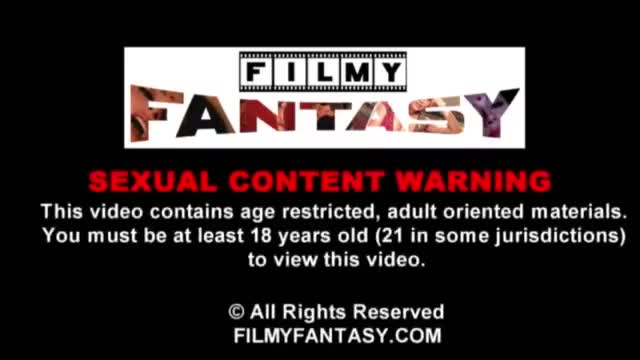 FILMY
FANTASY
SEXUAL CONTENT WARNING
This video contains age restricted, adult oriented materials.
You must be at least 18 years old (21 in some jurisdictions)
to view this video.
© All Rights Reserved
FILMYFANTASY.COM